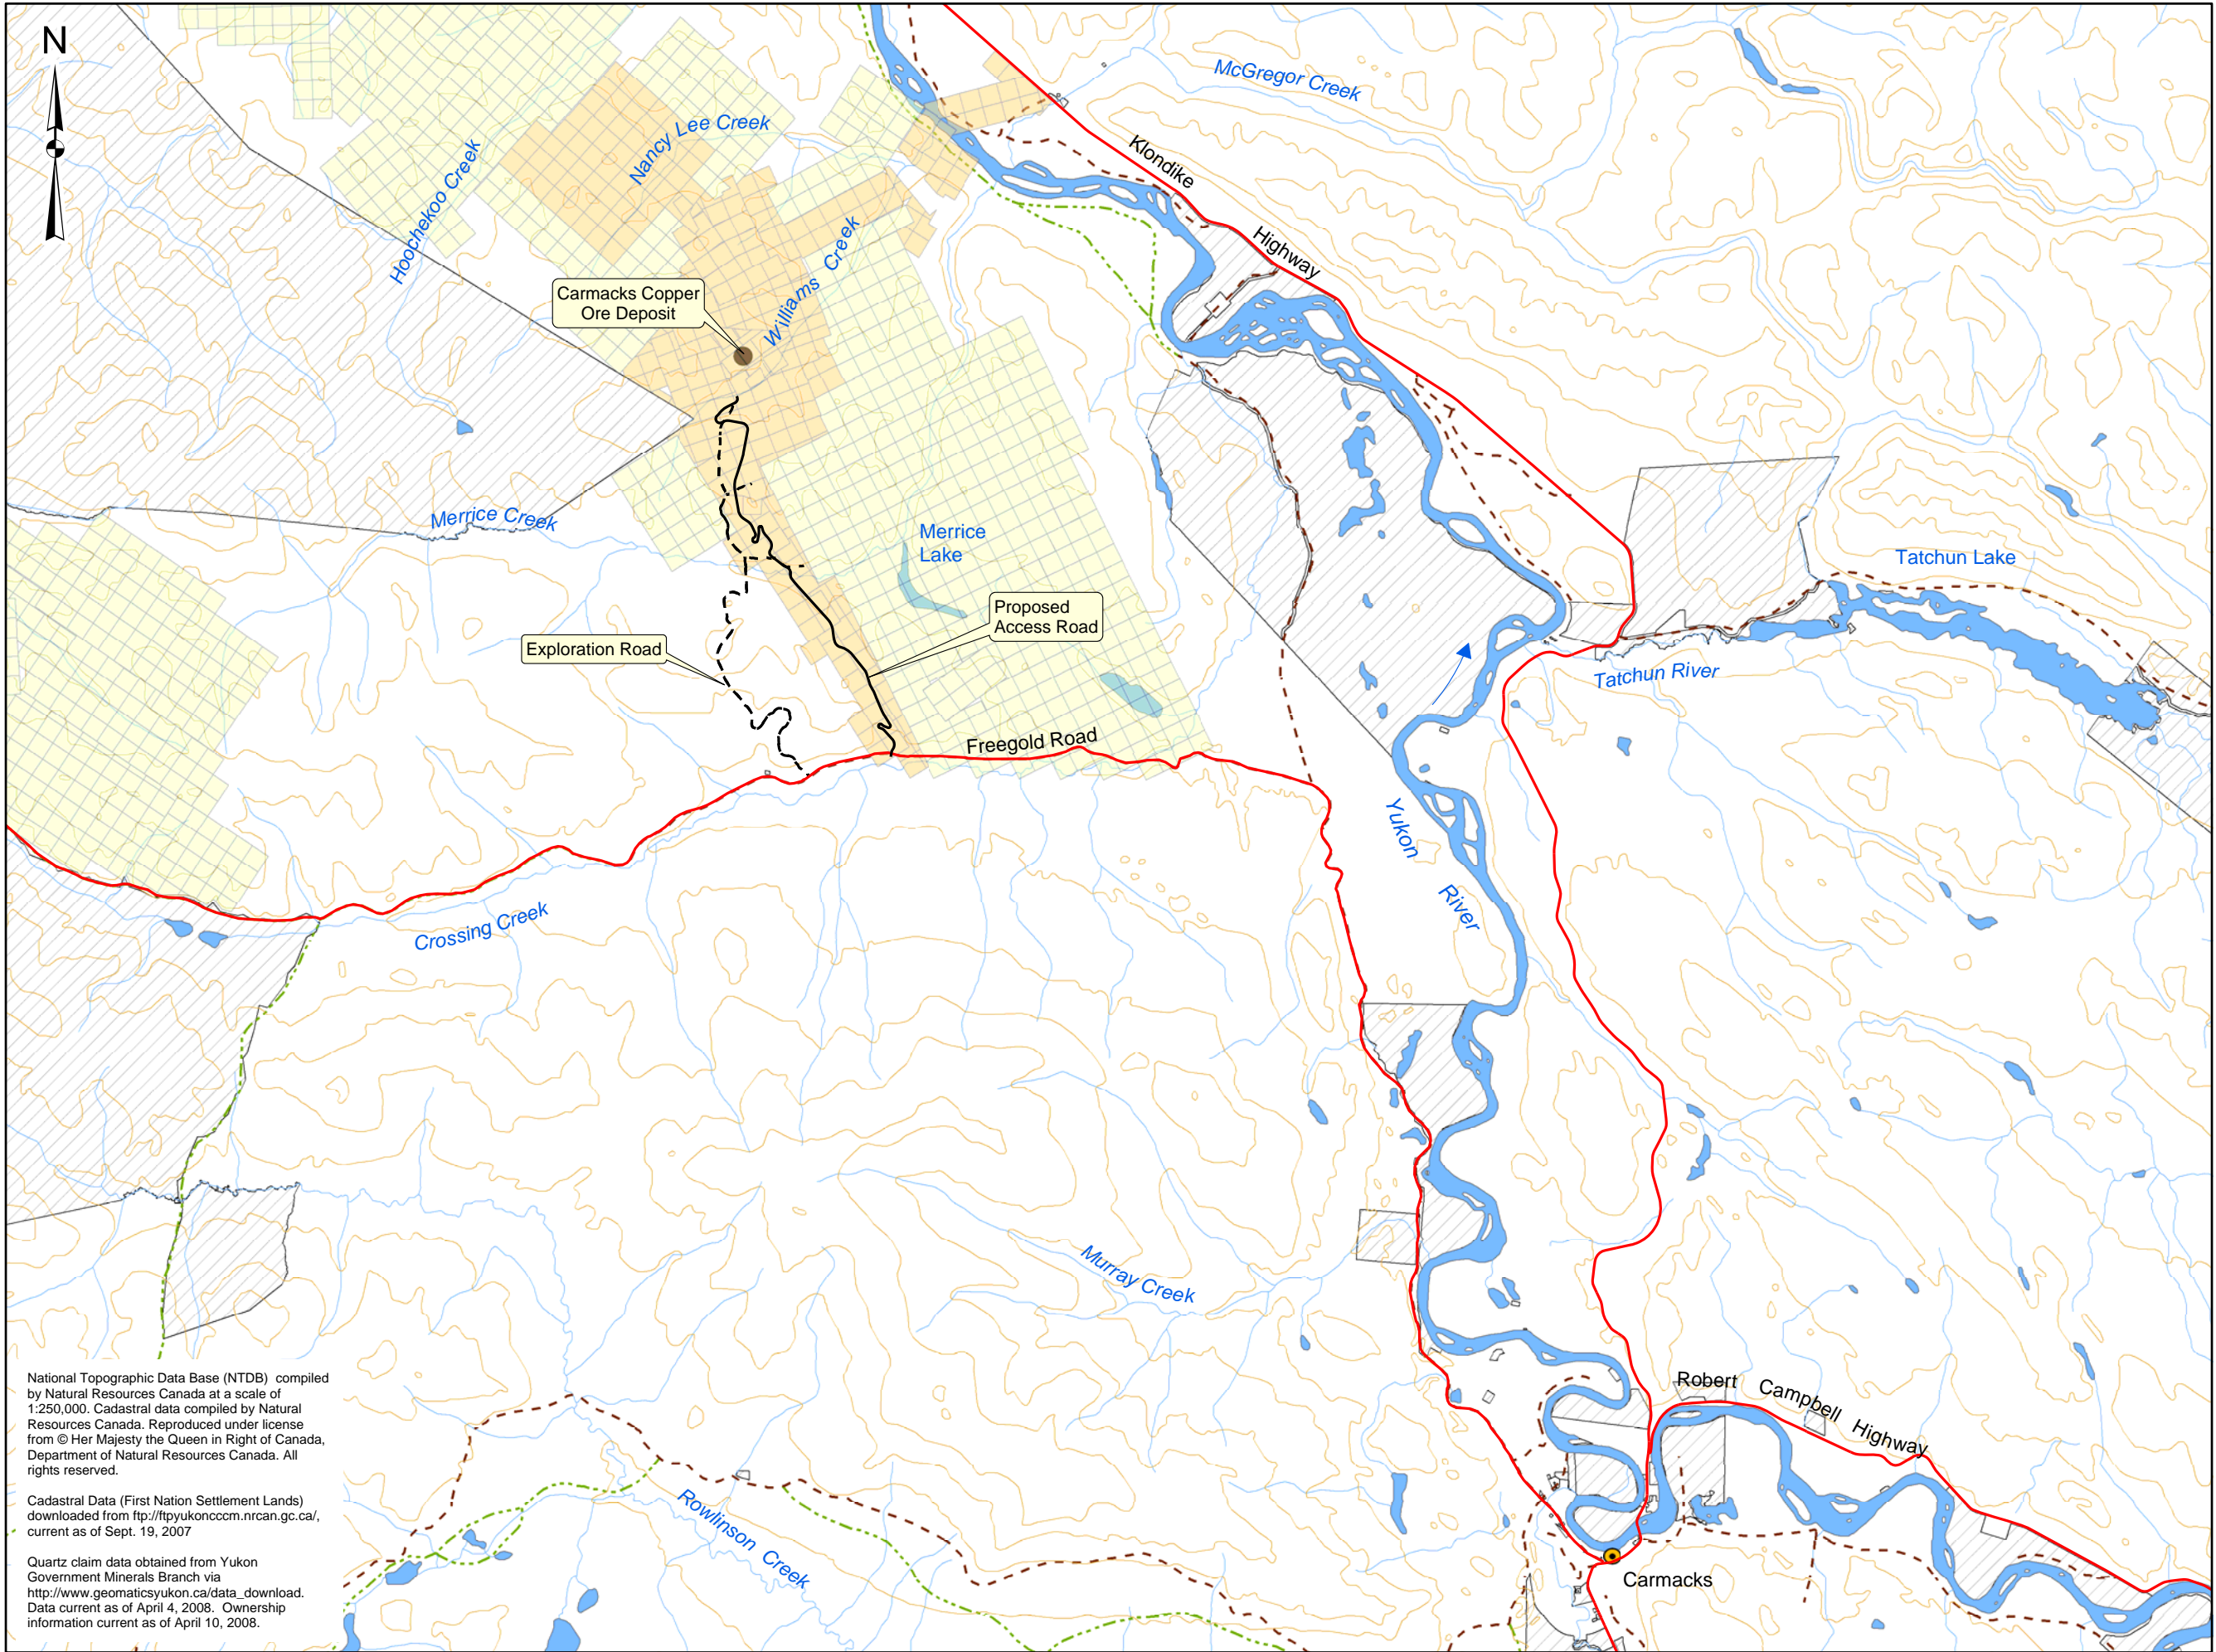 N
McGregor Creek
Nancy Lee Creek
Hoochekoo Creek
Klondike
Highway
Williams Creek
Carmacks Copper
Ore Deposit
Merrice Creek
Merrice
Lake
Tatchun Lake
Proposed
Access Road
Exploration Road
Tatchun River
Freegold Road
Yukon
River
Crossing Creek
Murray Creek
Robert Campbell Highway
Rowlinson Creek
Carmacks
National Topographic Data Base (NTDB) compiled
by Natural Resources Canada at a scale of
1:250,000. Cadastral data compiled by Natural
Resources Canada. Reproduced under license
from © Her Majesty the Queen in Right of Canada,
Department of Natural Resources Canada. All
rights reserved.
Cadastral Data (First Nation Settlement Lands)
downloaded from ftp://ftpyukoncccm.nrcan.gc.ca/,
current as of Sept. 19, 2007
Quartz claim data obtained from Yukon
Government Minerals Branch via
http://www.geomaticsyukon.ca/data_download.
Data current as of April 4, 2008. Ownership
information current as of April 10, 2008.